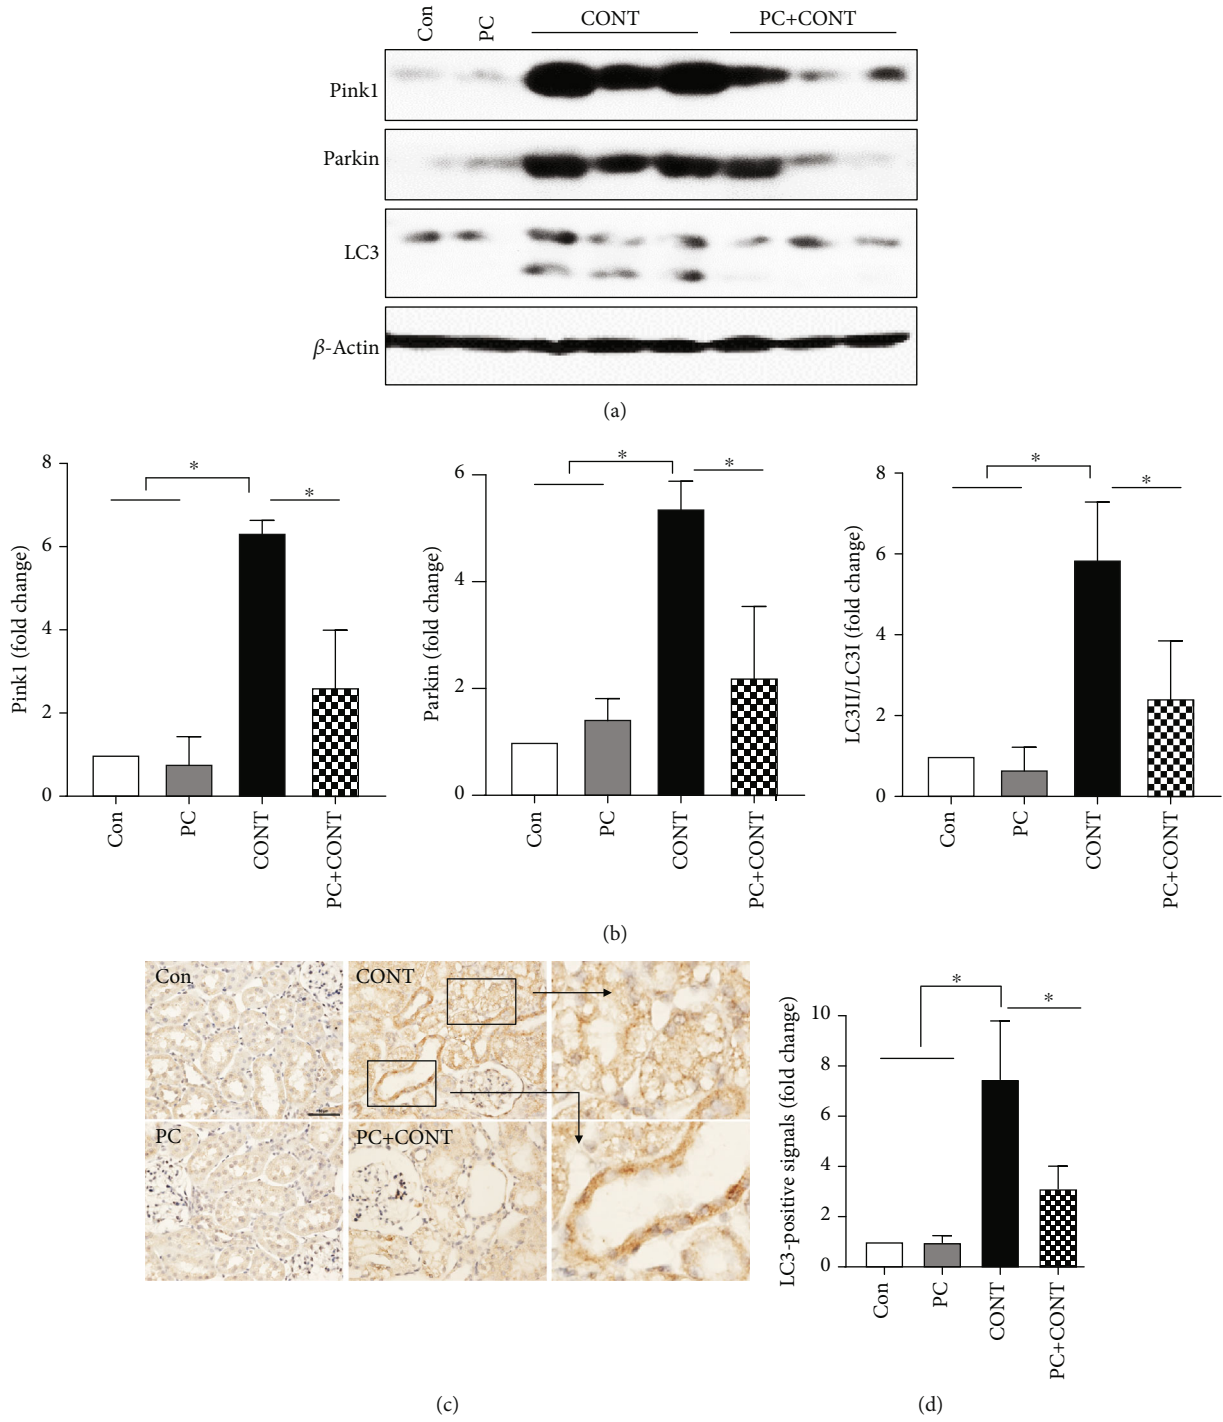 Con PC CONT PC+CONT
Pink1
Parkin
LC3
β-Actin
(a)
Pink1 (fold change)
8
6
4
2
0
* *
Con PC CONT PC+CONT
Parkin (fold change)
6
4
2
0
* *
Con PC CONT PC+CONT
LC3II/LC3I (fold change)
8
6
4
2
0
* *
Con PC CONT PC+CONT
(b)
Con CONT
PC PC+CONT
(c)
LC3-positive signals (fold change)
10
8
6
4
2
0
* *
Con PC CONT PC+CONT
(d)